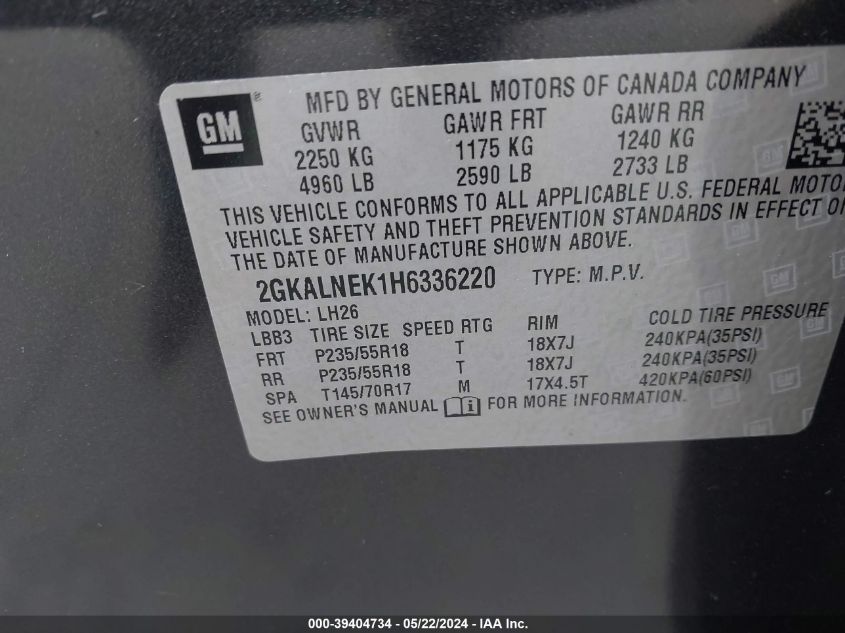 GM ®
MFD BY GENERAL MOTORS OF CANADA COMPANY
GVWR GAWR FRT GAWR RR
2250 KG 1175 KG 1240 KG
4960 LB 2590 LB 2733 LB
THIS VEHICLE CONFORMS TO ALL APPLICABLE U.S. FEDERAL MOTO
VEHICLE SAFETY AND THEFT PREVENTION STANDARDS IN EFFECT ON
THE DATE OF MANUFACTURE SHOWN ABOVE.
2GKALNEK1H6336220 TYPE: M.P.V.
MODEL: LH26
LBB3 TIRE SIZE SPEED RTG RIM COLD TIRE PRESSURE
FRT P235/55R18 T 18X7J 240KPA(35PSI)
RR P235/55R18 T 18X7J 240KPA(35PSI)
SPA T145/70R17 M 17X4.5T 420KPA(60PSI)
SEE OWNER'S MANUAL i FOR MORE INFORMATION.
000-39404734 - 05/22/2024 - IAA Inc.